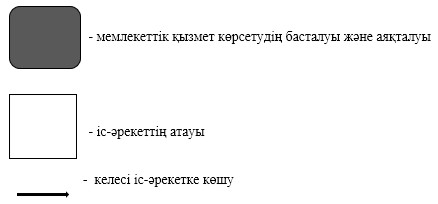 - мемлекеттік қызмет көрсетудің басталуы және аяқталуы
- іс-әрекеттің атауы
- келесі іс-әрекетке көшу